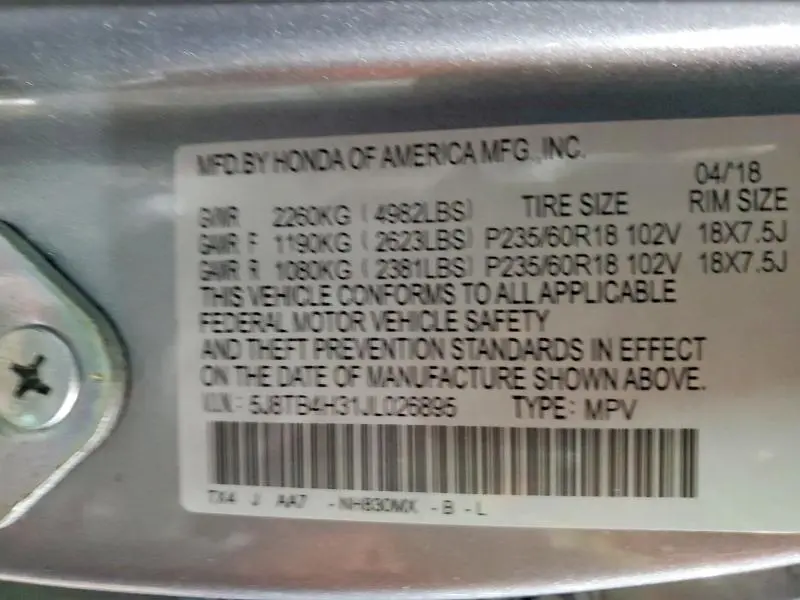 MFD.BY HONDA OF AMERICA MFG.,INC.
04/'18
GVWR 2260KG ( 4982LBS) TIRE SIZE RIM SIZE
GAWR F 1190KG ( 2623LBS) P235/60R18 102V 18X7.5J
GAWR R 1080KG ( 2381LBS) P235/60R18 102V 18X7.5J
THIS VEHICLE CONFORMS TO ALL APPLICABLE
FEDERAL MOTOR VEHICLE SAFETY
AND THEFT PREVENTION STANDARDS IN EFFECT
ON THE DATE OF MANUFACTURE SHOWN ABOVE.
V.I.N.: 5J8TB4H31JL026895 TYPE: MPV
TX4 J AA7 -NH830MX - B - L